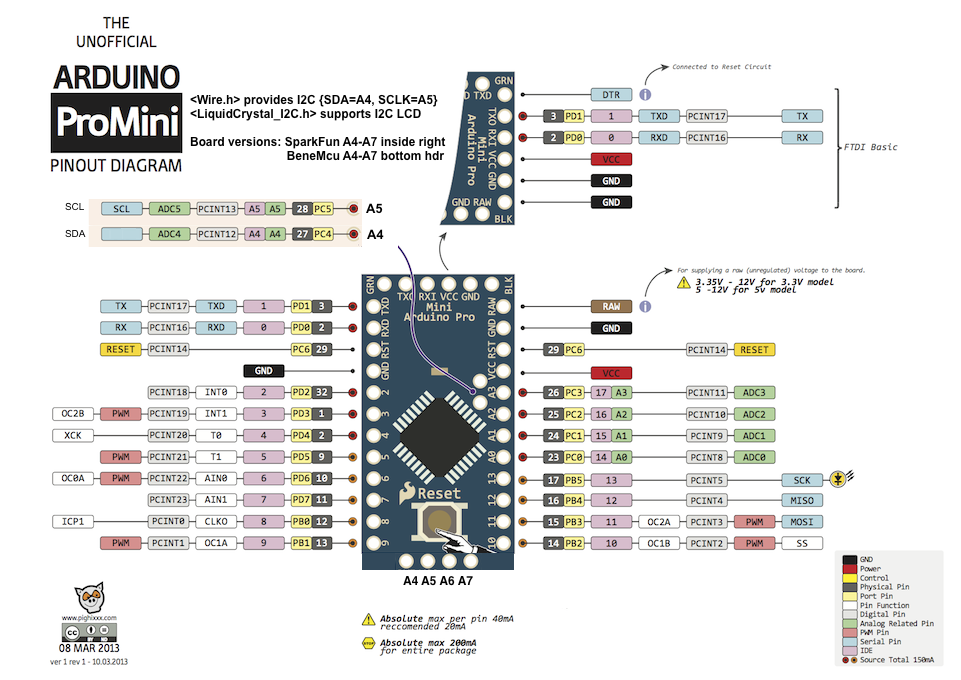 THE
UNOFFICIAL
ARDUINO
ProMini
PINOUT DIAGRAM
<Wire.h> provides I2C {SDA=A4, SCLK=A5}
<LiquidCrystal_I2C.h> supports I2C LCD
Board versions: SparkFun A4-A7 inside right
BeneMcu A4-A7 bottom hdr
SCL SCL ADC5 PCINT13 A5 A5 28 PC5 A5
SDA ADC4 PCINT12 A4 A4 27 PC4 A4
Connected to Reset Circuit
DTR i
3 PD1 1 TXD PCINT17 TX
2 PD0 0 RXD PCINT16 RX
VCC
GND
GND
FTDI Basic
GRN
D TXD
TXO RXI VCC GND
Mini
Arduino Pro
GND RAW
BLK
For supplying a raw (unregulated) voltage to the board.
3.35V - 12V for 3.3V model
5 -12V for 5v model
TX PCINT17 TXD 1 PD1 3
RX PCINT16 RXD 0 PD0 2
RESET PCINT14 PC6 29
GND
PCINT18 INT0 2 PD2 32
OC2B PWM PCINT19 INT1 3 PD3 1
XCK PCINT20 T0 4 PD4 2
PWM PCINT21 T1 5 PD5 9
OC0A PWM PCINT22 AIN0 6 PD6 10
PCINT23 AIN1 7 PD7 11
ICP1 PCINT0 CLKO 8 PB0 12
PWM PCINT1 OC1A 9 PB1 13
GRN
TXO RXI VCC GND
BLK
Mini
Arduino Pro
TXD RXD RST GND 2 3 4 5 6 7 8 9
RAW GND RST VCC A3 A2 A1 A0 13 12 11 10
Reset
A4 A5 A6 A7
RAW i
GND
29 PC6 PCINT14 RESET
VCC
26 PC3 17 A3 PCINT11 ADC3
25 PC2 16 A2 PCINT10 ADC2
24 PC1 15 A1 PCINT9 ADC1
23 PC0 14 A0 PCINT8 ADC0
17 PB5 13 PCINT5 SCK
16 PB4 12 PCINT4 MISO
15 PB3 11 OC2A PCINT3 PWM MOSI
14 PB2 10 OC1B PCINT2 PWM SS
www.pighixxx.com
cc
BY ND
08 MAR 2013
ver 1 rev 1 - 10.03.2013
Absolute max per pin 40mA
reccomended 20mA
Absolute max 200mA
for entire package
GND
Power
Control
Physical Pin
Port Pin
Pin Function
Digital Pin
Analog Related Pin
PWM Pin
Serial Pin
IDE
Source Total 150mA